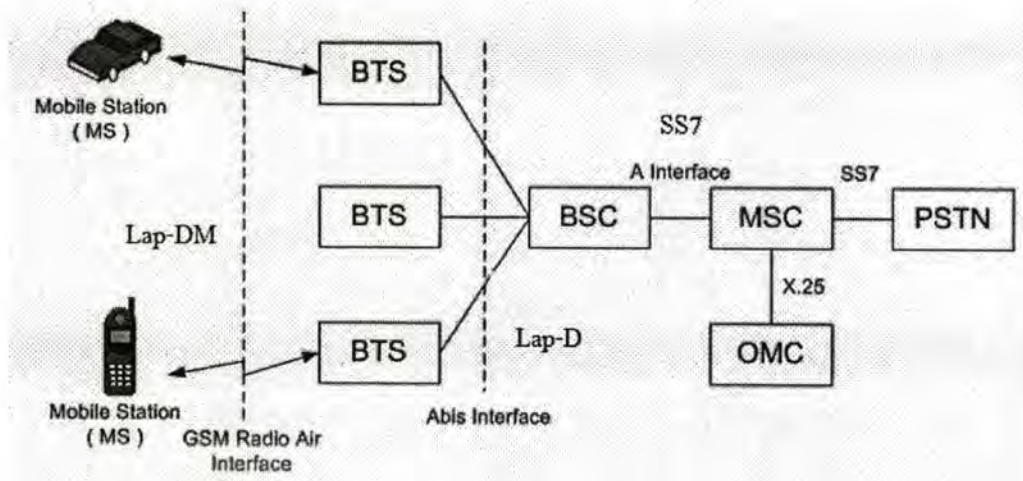 BTS
Mobile Station
( MS )
SS7
A Interface
SS7
BTS
BSC
MSC
PSTN
Lap-DM
X.25
BTS
Lap-D
OMC
Mobile Station
( MS )
GSM Radio Air
Interface
Abis Interface